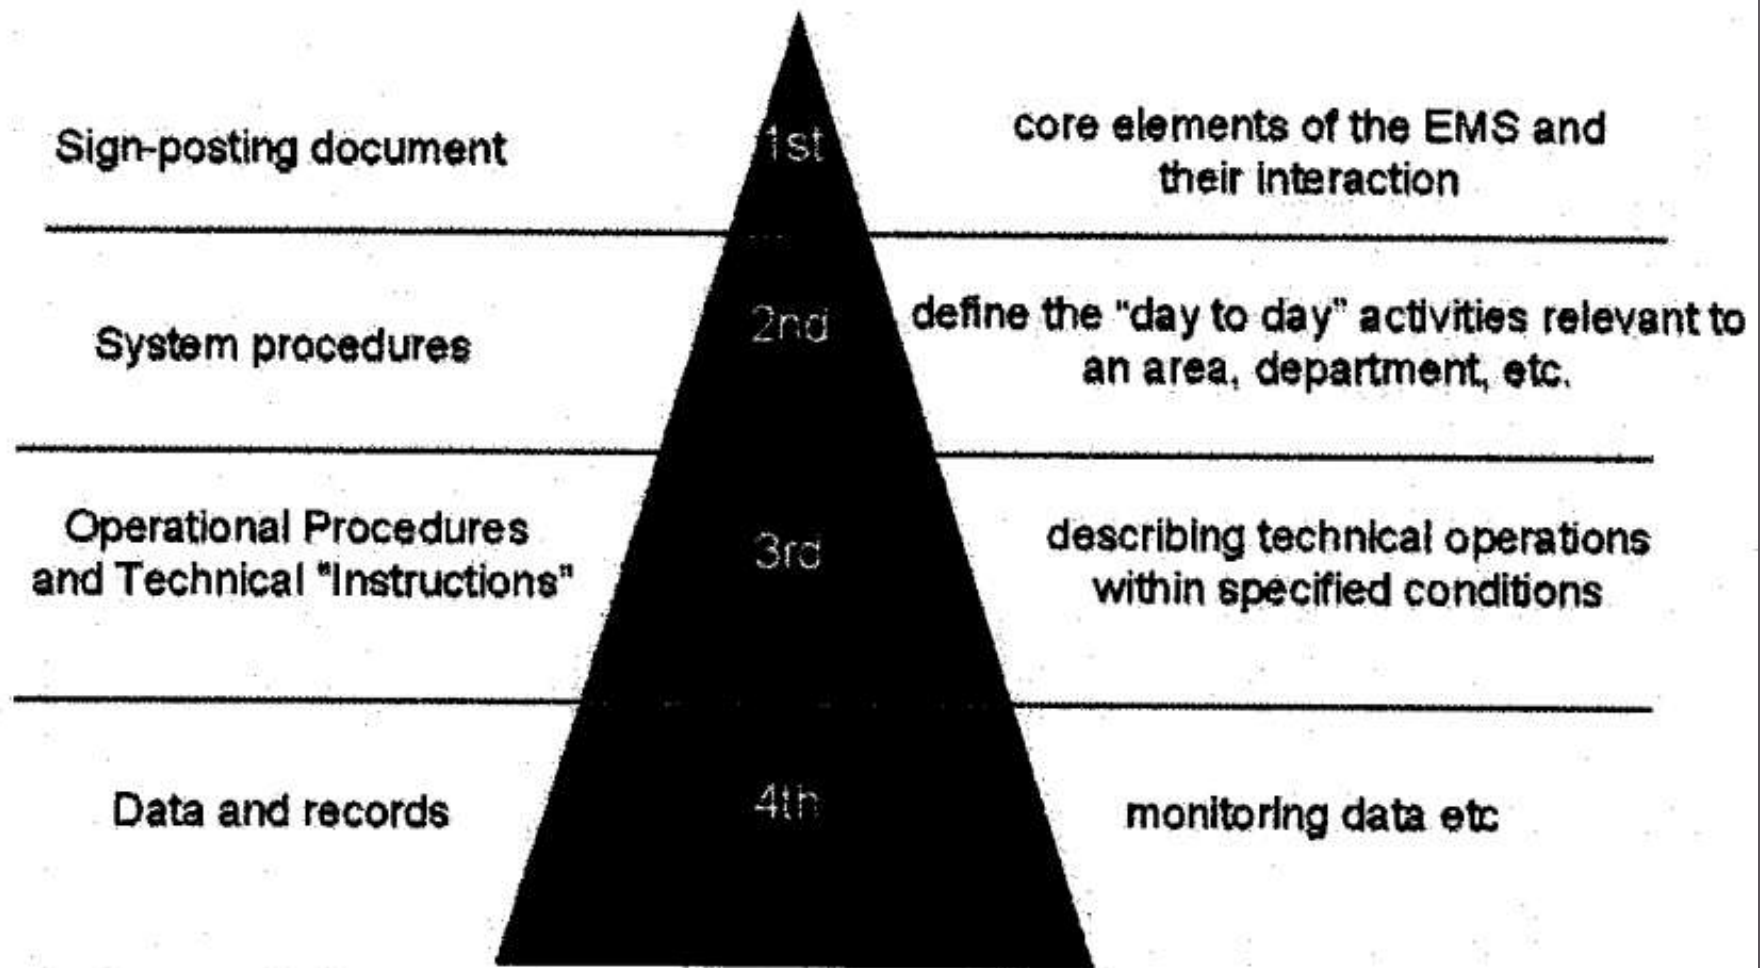 Sign-posting document
1st
core elements of the EMS and
their interaction
System procedures
2nd
define the "day to day" activities relevant to
an area, department, etc.
Operational Procedures
and Technical "Instructions"
3rd
describing technical operations
within specified conditions
Data and records
4th
monitoring data etc